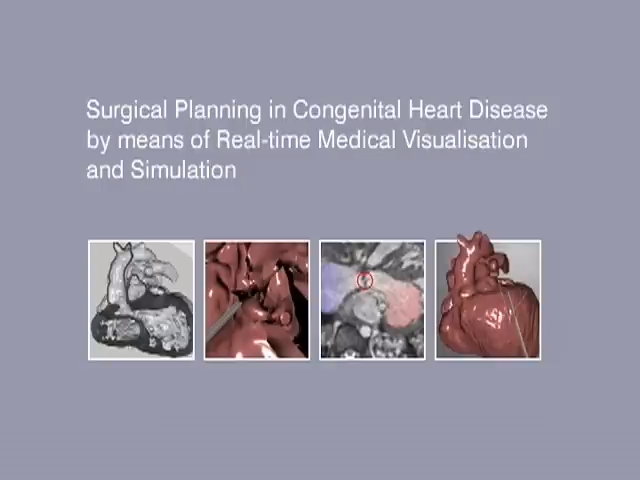 Surgical Planning in Congenital Heart Disease
by means of Real-time Medical Visualisation
and Simulation